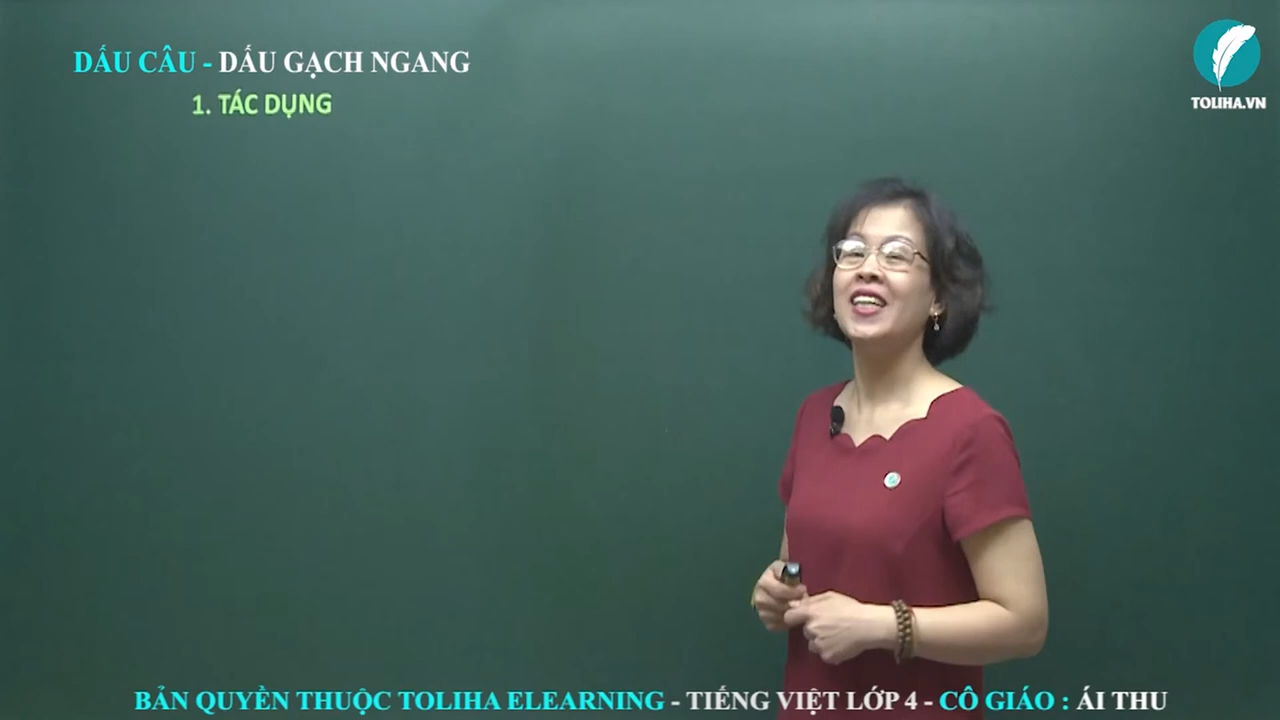 DẤU CÂU - DẤU GẠCH NGANG
1. TÁC DỤNG
TOLIHA.VN
BẢN QUYỀN THUỘC TOLIHA ELEARNING - TIẾNG VIỆT LỚP 4 - CÔ GIÁO : ÁI THU